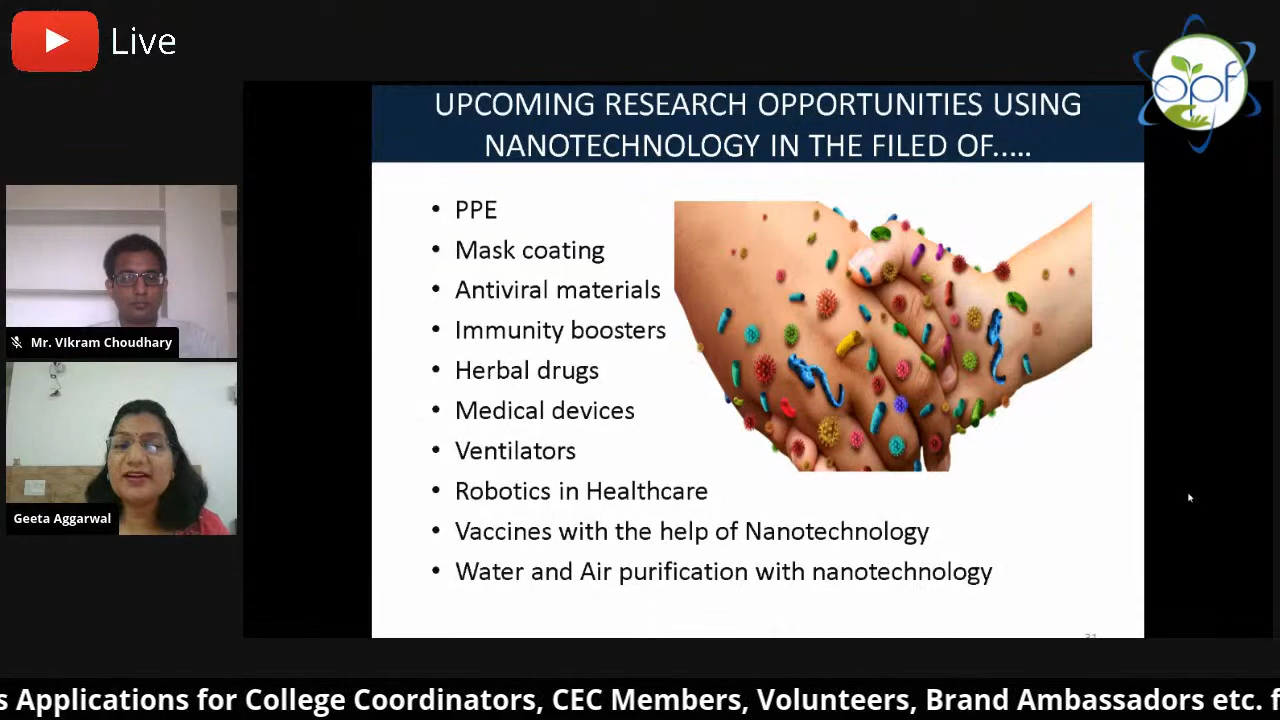 Live
opf
UPCOMING RESEARCH OPPORTUNITIES USING
NANOTECHNOLOGY IN THE FILED OF.....
• PPE
• Mask coating
• Antiviral materials
• Immunity boosters
• Herbal drugs
• Medical devices
• Ventilators
• Robotics in Healthcare
• Vaccines with the help of Nanotechnology
• Water and Air purification with nanotechnology
Mr. VIkram Choudhary
Geeta Aggarwal
s Applications for College Coordinators, CEC Members, Volunteers, Brand Ambassadors etc. f